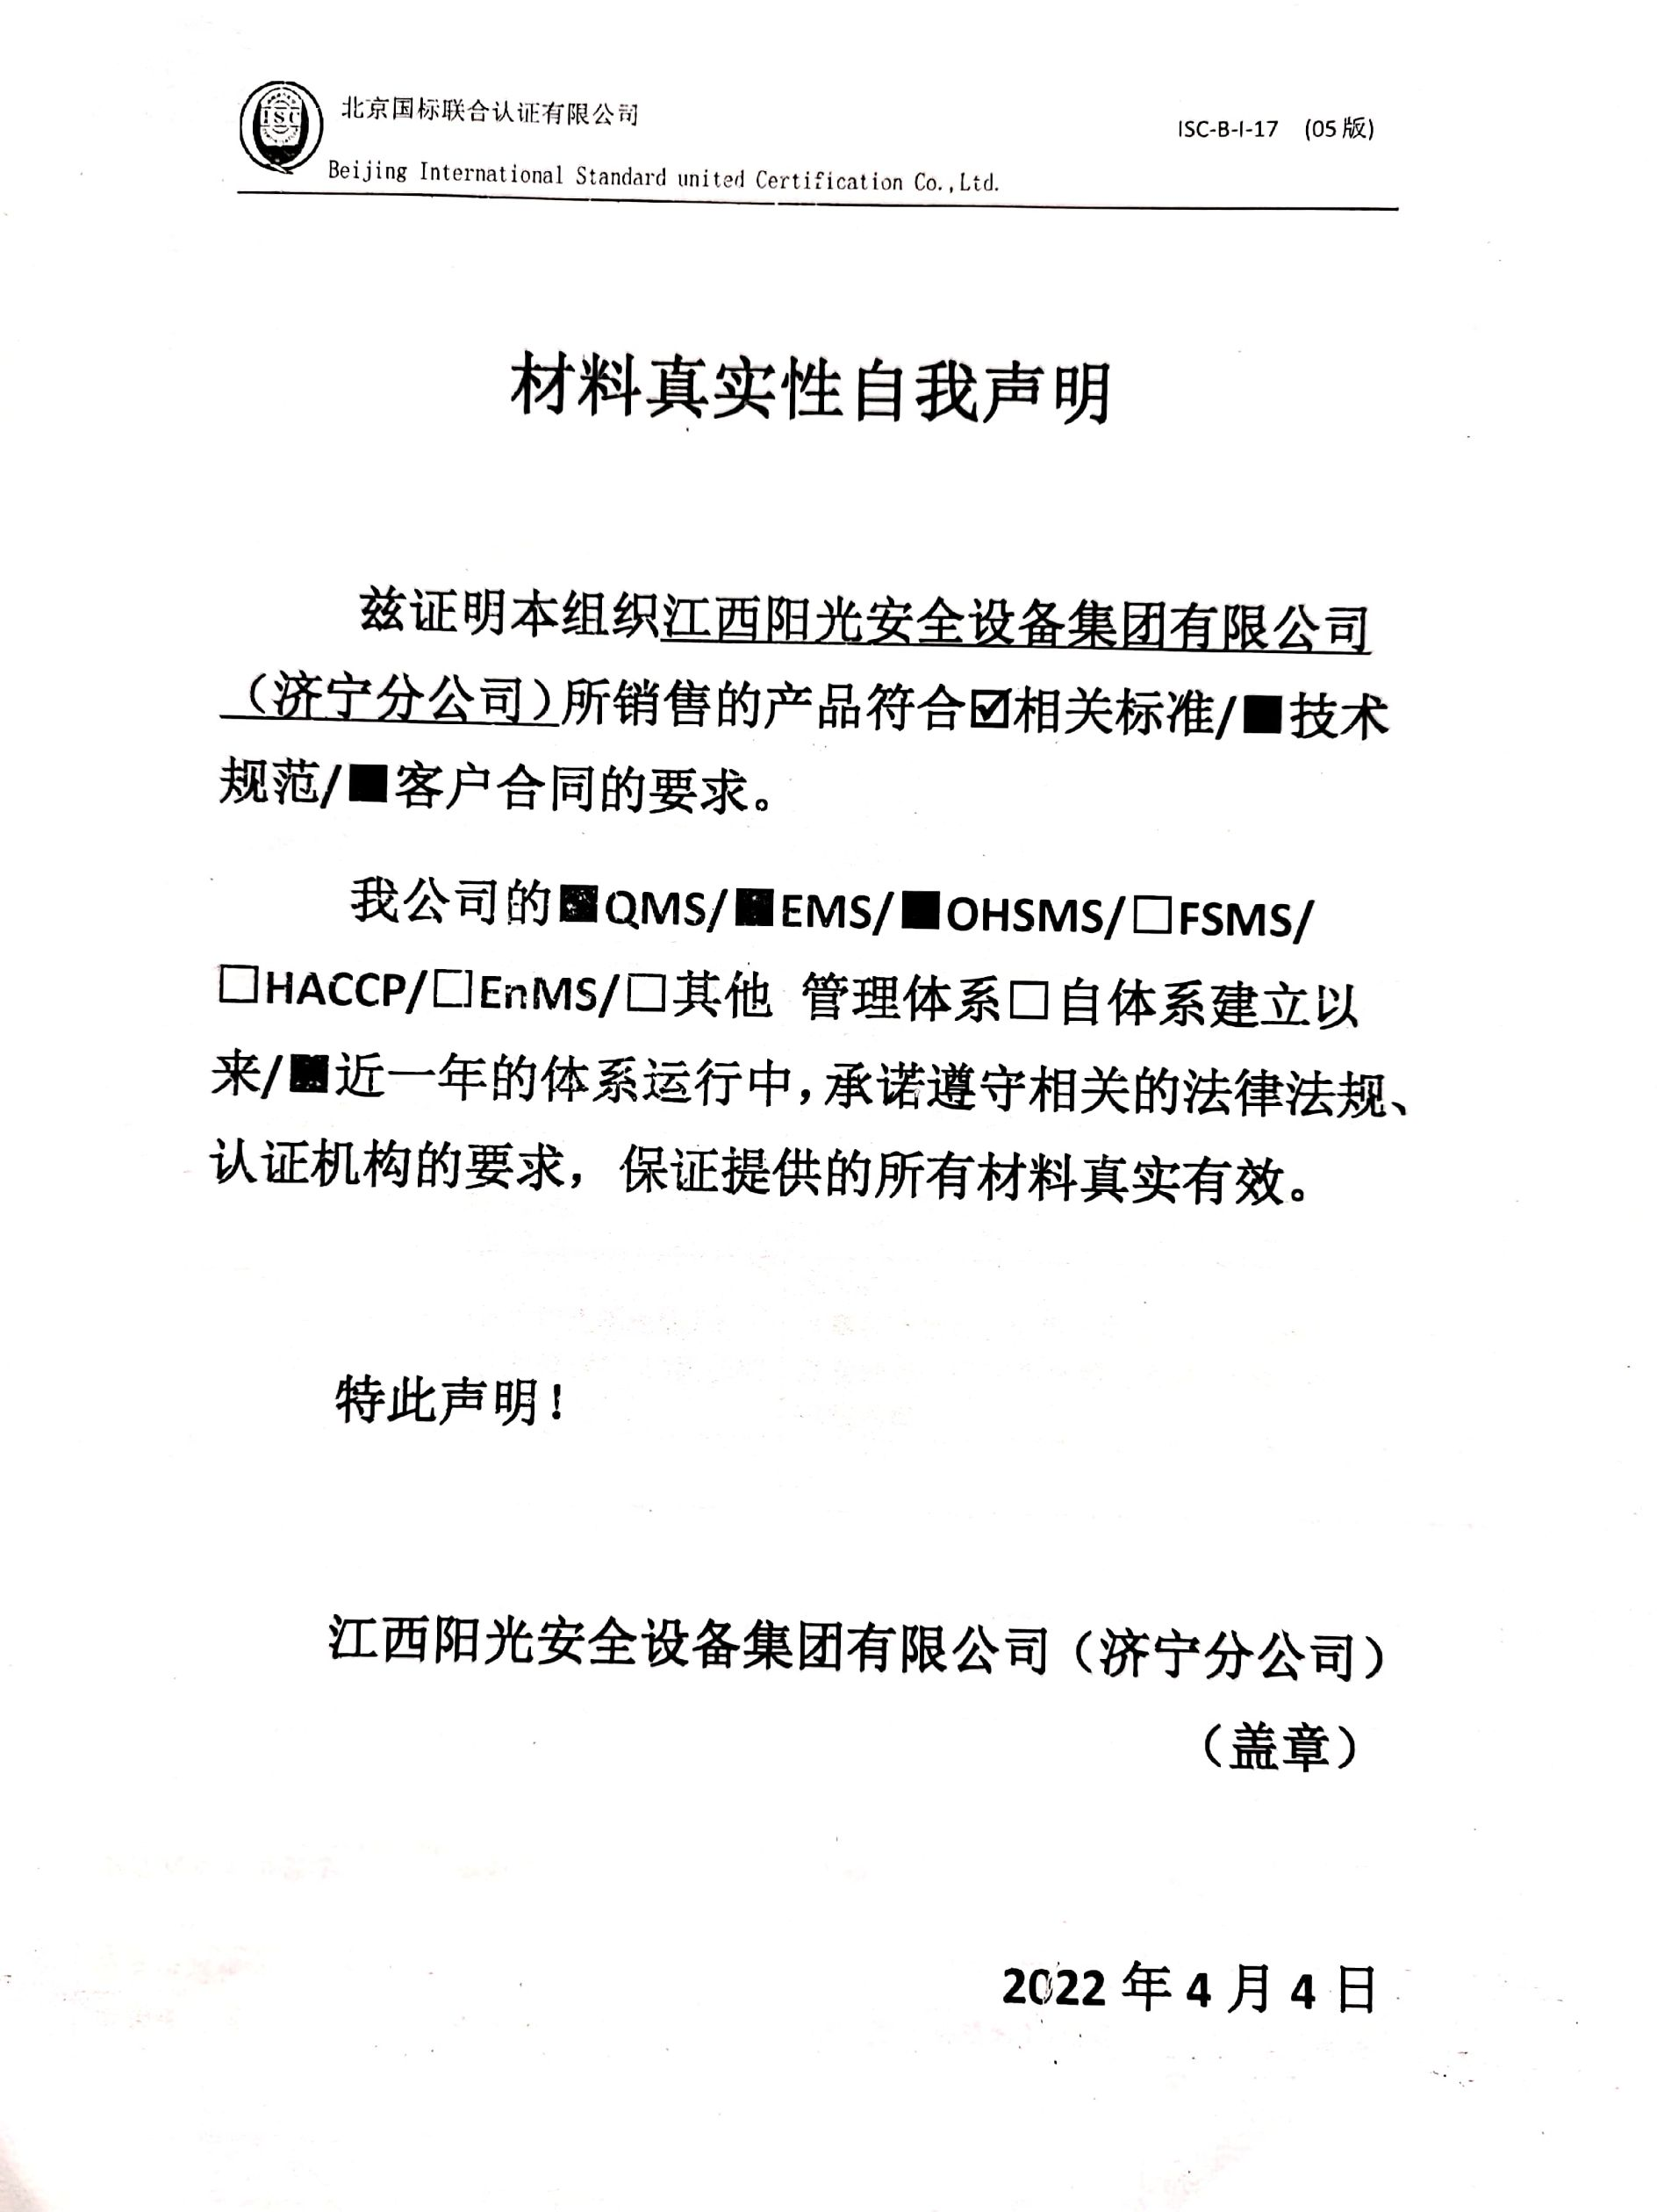 ISC
北京国标联合认证有限公司
ISC-B-I-17 (05版)
Beijing International Standard united Certification Co.,Ltd.
材料真实性自我声明
兹证明本组织江西阳光安全设备集团有限公司
（济宁分公司）所销售的产品符合☑相关标准/■技术
规范/■客户合同的要求。
我公司的■QMS/■EMS/■OHSMS/□FSMS/
□HACCP/□EnMS/□其他 管理体系□自体系建立以
来/■近一年的体系运行中，承诺遵守相关的法律法规、
认证机构的要求，保证提供的所有材料真实有效。
特此声明！
江西阳光安全设备集团有限公司（济宁分公司）
（盖章）
2022 年 4 月 4 日